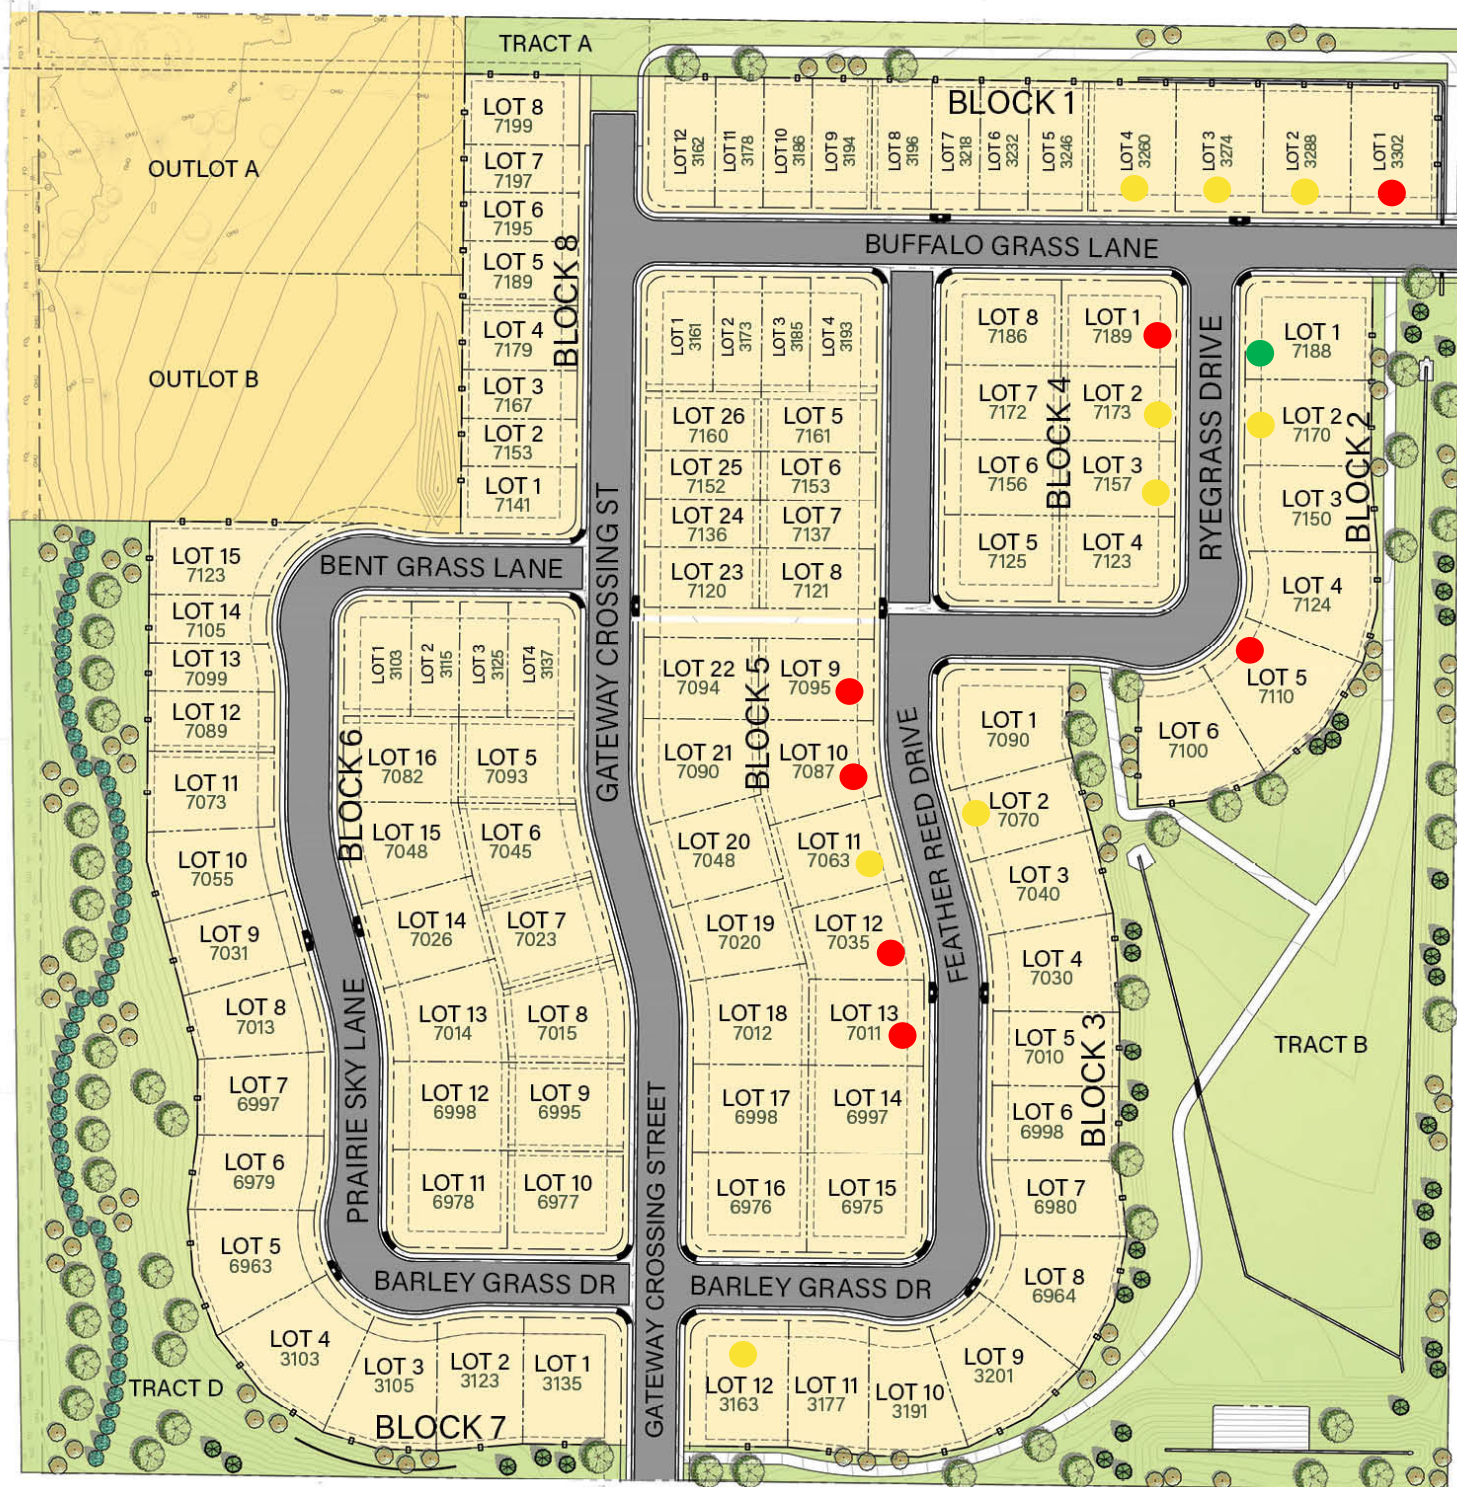 TRACT A
OUTLOT A
OUTLOT B
BLOCK 8
LOT 8
7199
LOT 7
7197
LOT 6
7195
LOT 5
7189
LOT 4
7179
LOT 3
7167
LOT 2
7153
LOT 1
7141
BLOCK 1
LOT 12
3162
LOT 11
3178
LOT 10
3186
LOT 9
3194
LOT 8
3196
LOT 7
3218
LOT 6
3232
LOT 5
3246
LOT 4
3260
LOT 3
3274
LOT 2
3288
LOT 1
3302
BUFFALO GRASS LANE
LOT 1
3161
LOT 2
3173
LOT 3
3185
LOT 4
3193
LOT 26
7160
LOT 5
7161
LOT 25
7152
LOT 6
7153
LOT 24
7136
LOT 7
7137
LOT 23
7120
LOT 8
7121
BLOCK 5
LOT 22
7094
LOT 9
7095
LOT 21
7090
LOT 10
7087
LOT 20
7048
LOT 11
7063
LOT 19
7020
LOT 12
7035
LOT 18
7012
LOT 13
7011
LOT 17
6998
LOT 14
6997
LOT 16
6976
LOT 15
6975
BLOCK 4
LOT 8
7186
LOT 1
7189
LOT 7
7172
LOT 2
7173
LOT 6
7156
LOT 3
7157
LOT 5
7125
LOT 4
7123
RYEGRASS DRIVE
BLOCK 2
LOT 1
7188
LOT 2
7170
LOT 3
7150
LOT 4
7124
LOT 5
7110
LOT 6
7100
BENT GRASS LANE
GATEWAY CROSSING ST
LOT 15
7123
LOT 14
7105
LOT 13
7099
LOT 12
7089
LOT 11
7073
LOT 10
7055
LOT 9
7031
LOT 8
7013
LOT 7
6997
LOT 6
6979
LOT 5
6963
LOT 4
3103
LOT 3
3105
LOT 2
3123
LOT 1
3135
BLOCK 7
TRACT D
BLOCK 6
LOT 1
3103
LOT 2
3115
LOT 3
3125
LOT4
3137
LOT 16
7082
LOT 5
7093
LOT 15
7048
LOT 6
7045
LOT 14
7026
LOT 7
7023
LOT 13
7014
LOT 8
7015
LOT 12
6998
LOT 9
6995
LOT 11
6978
LOT 10
6977
PRAIRIE SKY LANE
FEATHER REED DRIVE
BLOCK 3
LOT 1
7090
LOT 2
7070
LOT 3
7040
LOT 4
7030
LOT 5
7010
LOT 6
6998
LOT 7
6980
LOT 8
6964
LOT 9
3201
LOT 10
3191
LOT 11
3177
LOT 12
3163
TRACT B
BARLEY GRASS DR
BARLEY GRASS DR
GATEWAY CROSSING STREET